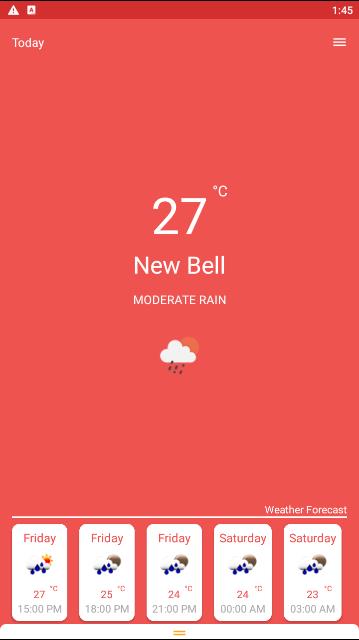 1:45
Today
27 °C
New Bell
MODERATE RAIN
Weather Forecast
Friday Friday Friday Saturday Saturday
27 °C 25 °C 24 °C 24 °C 23 °C
15:00 PM 18:00 PM 21:00 PM 00:00 AM 03:00 AM